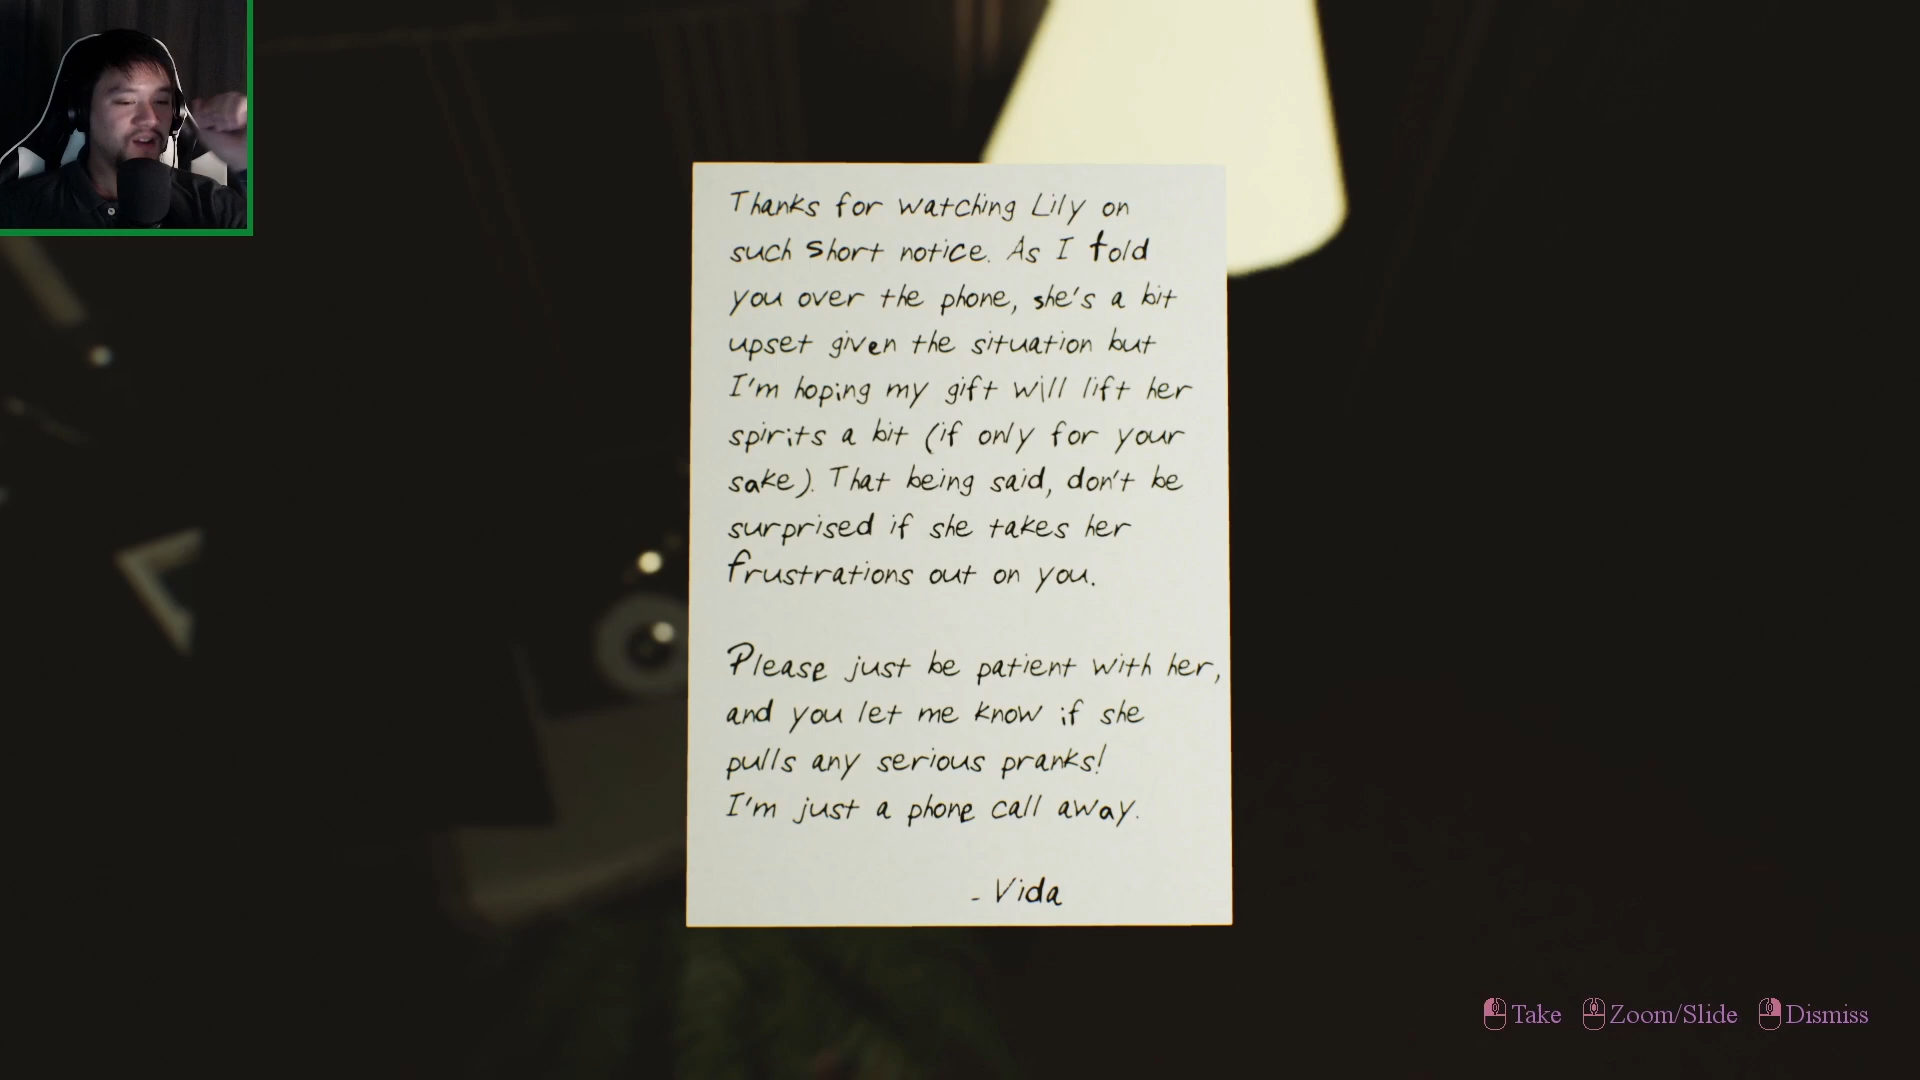 Thanks for watching Lily on
such short notice. As I told
you over the phone, she's a bit
upset given the situation but
I'm hoping my gift will lift her
spirits a bit (if only for your
sake). That being said, don't be
surprised if she takes her
frustrations out on you.
Please just be patient with her,
and you let me know if she
pulls any serious pranks!
I'm just a phone call away.
- Vida
Take Zoom/Slide Dismiss